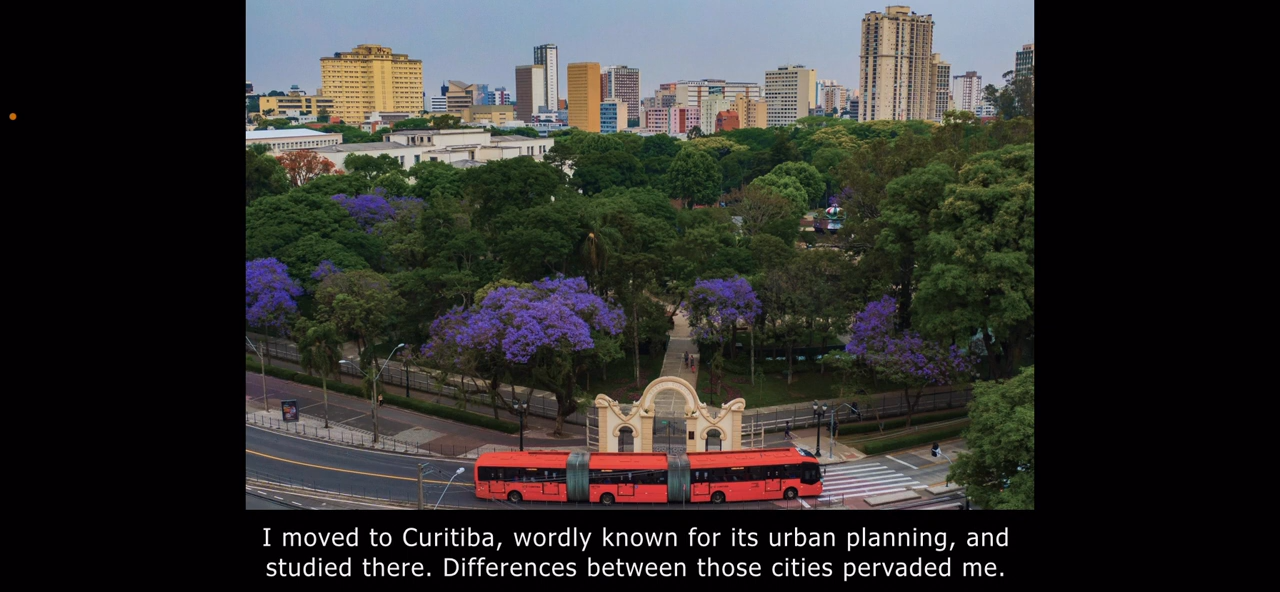 I moved to Curitiba, wordly known for its urban planning, and
studied there. Differences between those cities pervaded me.